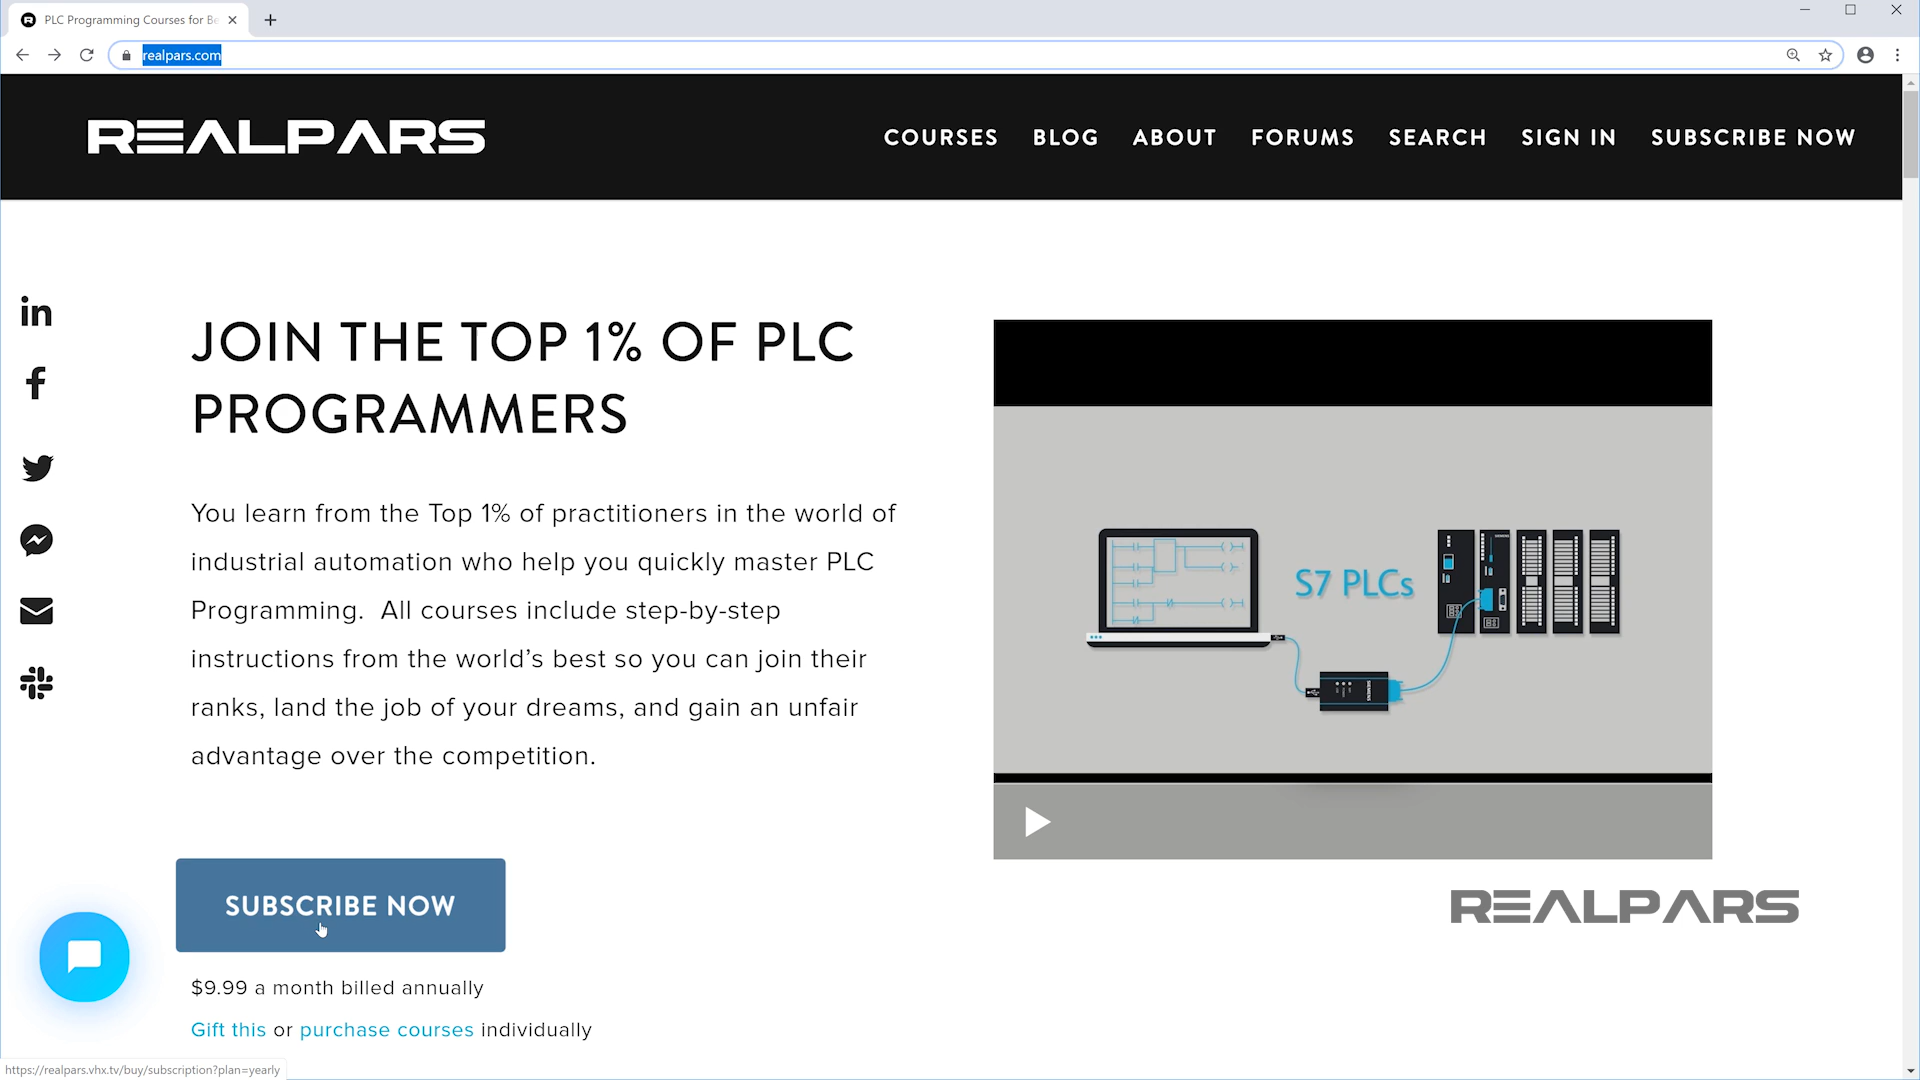 PLC Programming Courses for Be
realpars.com
REALPARS
COURSES BLOG ABOUT FORUMS SEARCH SIGN IN SUBSCRIBE NOW
JOIN THE TOP 1% OF PLC
PROGRAMMERS
You learn from the Top 1% of practitioners in the world of
industrial automation who help you quickly master PLC
Programming. All courses include step-by-step
instructions from the world’s best so you can join their
ranks, land the job of your dreams, and gain an unfair
advantage over the competition.
S7 PLCs
SIEMENS
SUBSCRIBE NOW
REALPARS
$9.99 a month billed annually
Gift this or purchase courses individually
https://realpars.vhx.tv/buy/subscription?plan=yearly